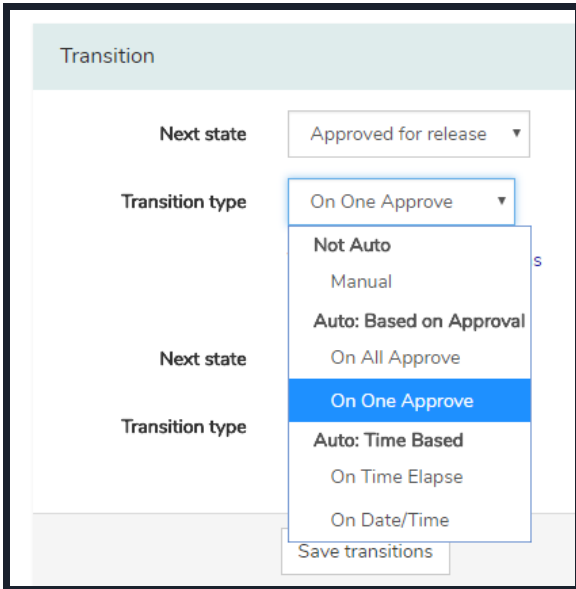 Transition
Next state Approved for release
Transition type On One Approve
Not Auto
s
Manual
Auto: Based on Approval
Next state On All Approve
On One Approve
Transition type Auto: Time Based
On Time Elapse
On Date/Time
Save transitions